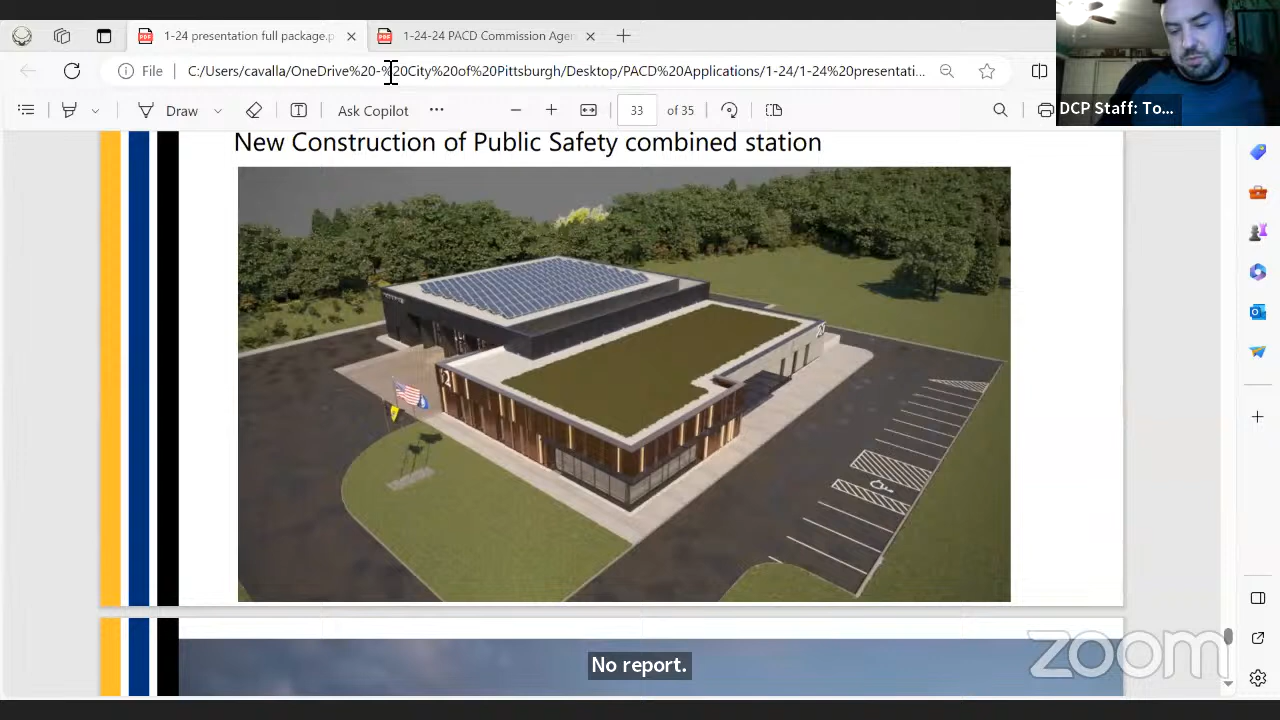 1-24 presentation full package.p
1-24-24 PACD Commission Agen
File
C:/Users/cavalla/OneDrive%20-%20City%20of%20Pittsburgh/Desktop/PACD%20Applications/1-24/1-24%20presentati...
Draw
Ask Copilot
33
of 35
DCP Staff: To...
New Construction of Public Safety combined station
21
No report.
zoom